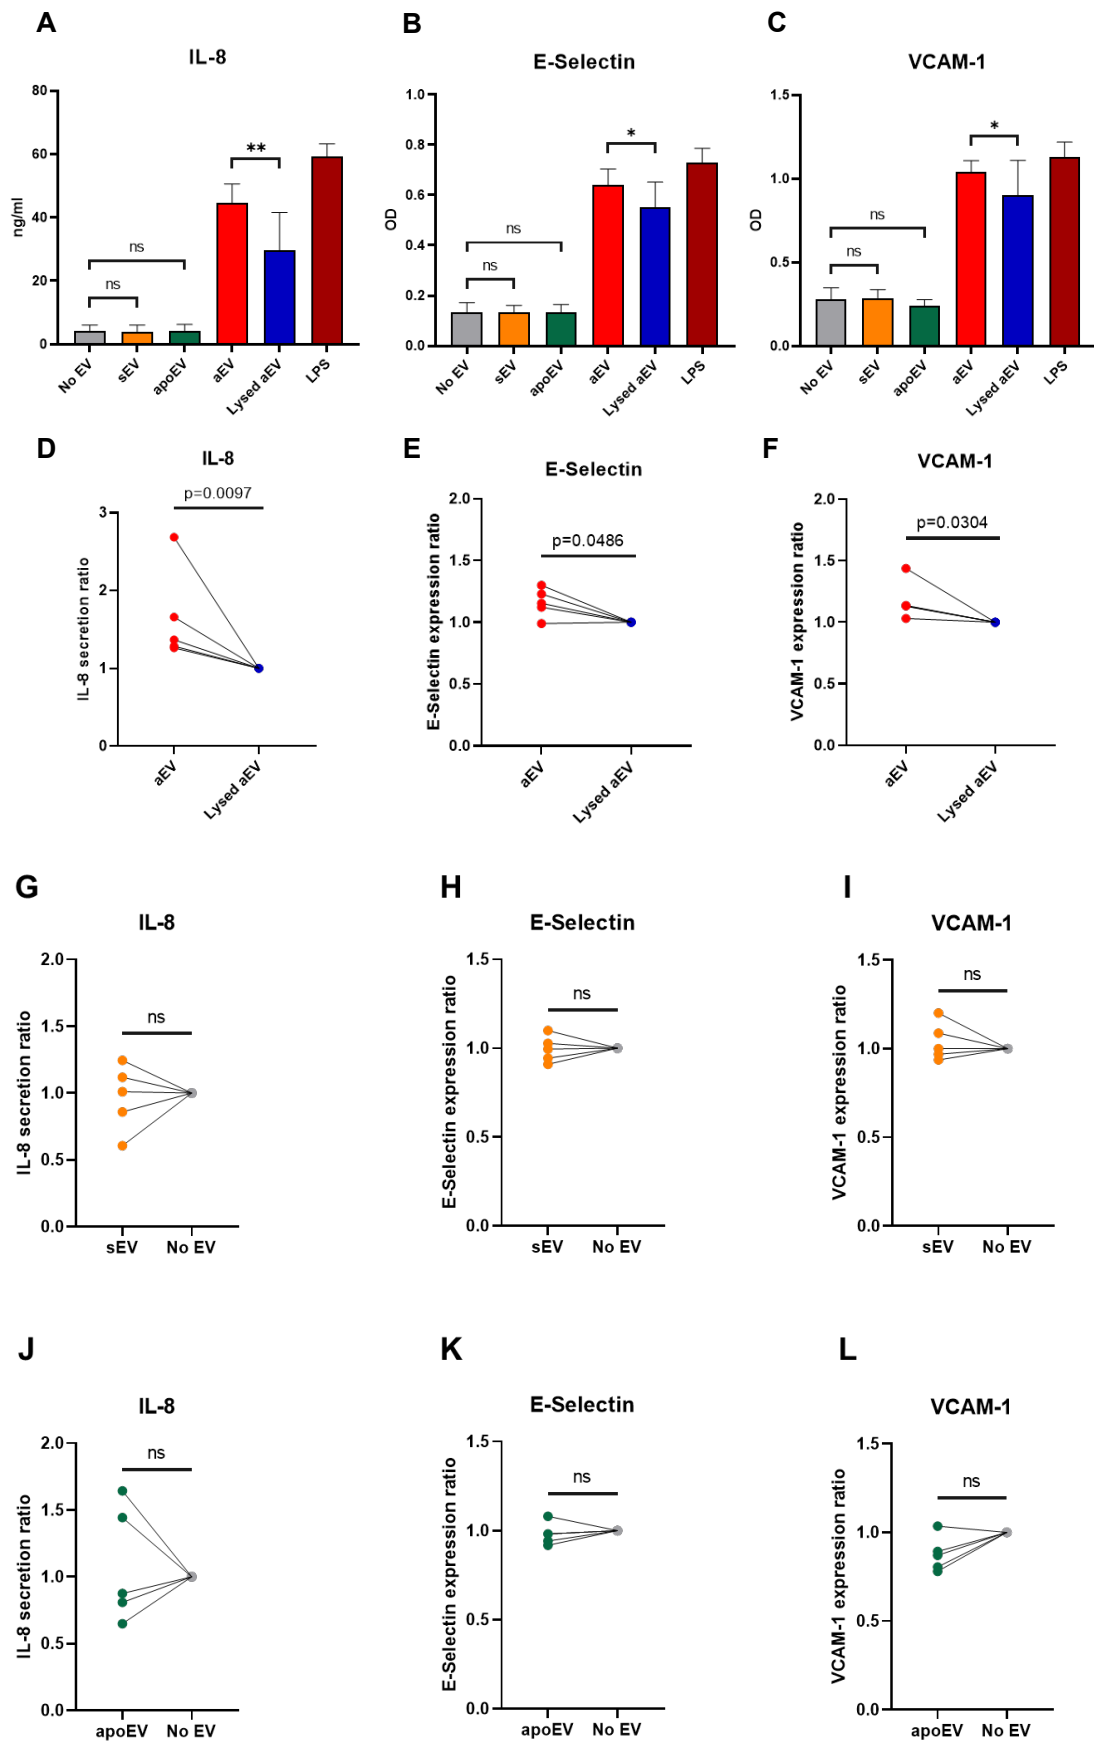 A
IL-8
ng/ml
80
60
40
20
0
ns
ns
**
No EV
sEV
apoEV
aEV
Lysed aEV
LPS
B
E-Selectin
OD
1.0
0.8
0.6
0.4
0.2
0.0
ns
ns
*
No EV
sEV
apoEV
aEV
Lysed aEV
LPS
C
VCAM-1
OD
1.5
1.0
0.5
0.0
ns
ns
*
No EV
sEV
apoEV
aEV
Lysed aEV
LPS
D
IL-8
p=0.0097
IL-8 secretion ratio
3
2
1
0
aEV
Lysed aEV
E
E-Selectin
p=0.0486
E-Selectin expression ratio
2.0
1.5
1.0
0.5
0.0
aEV
Lysed aEV
F
VCAM-1
p=0.0304
VCAM-1 expression ratio
2.0
1.5
1.0
0.5
0.0
aEV
Lysed aEV
G
IL-8
ns
IL-8 secretion ratio
2.0
1.5
1.0
0.5
0.0
sEV
No EV
H
E-Selectin
ns
E-Selectin expression ratio
1.5
1.0
0.5
0.0
sEV
No EV
I
VCAM-1
ns
VCAM-1 expression ratio
1.5
1.0
0.5
0.0
sEV
No EV
J
IL-8
ns
IL-8 secretion ratio
2.0
1.5
1.0
0.5
0.0
apoEV
No EV
K
E-Selectin
ns
E-Selectin expression ratio
1.5
1.0
0.5
0.0
apoEV
No EV
L
VCAM-1
ns
VCAM-1 expression ratio
1.5
1.0
0.5
0.0
apoEV
No EV